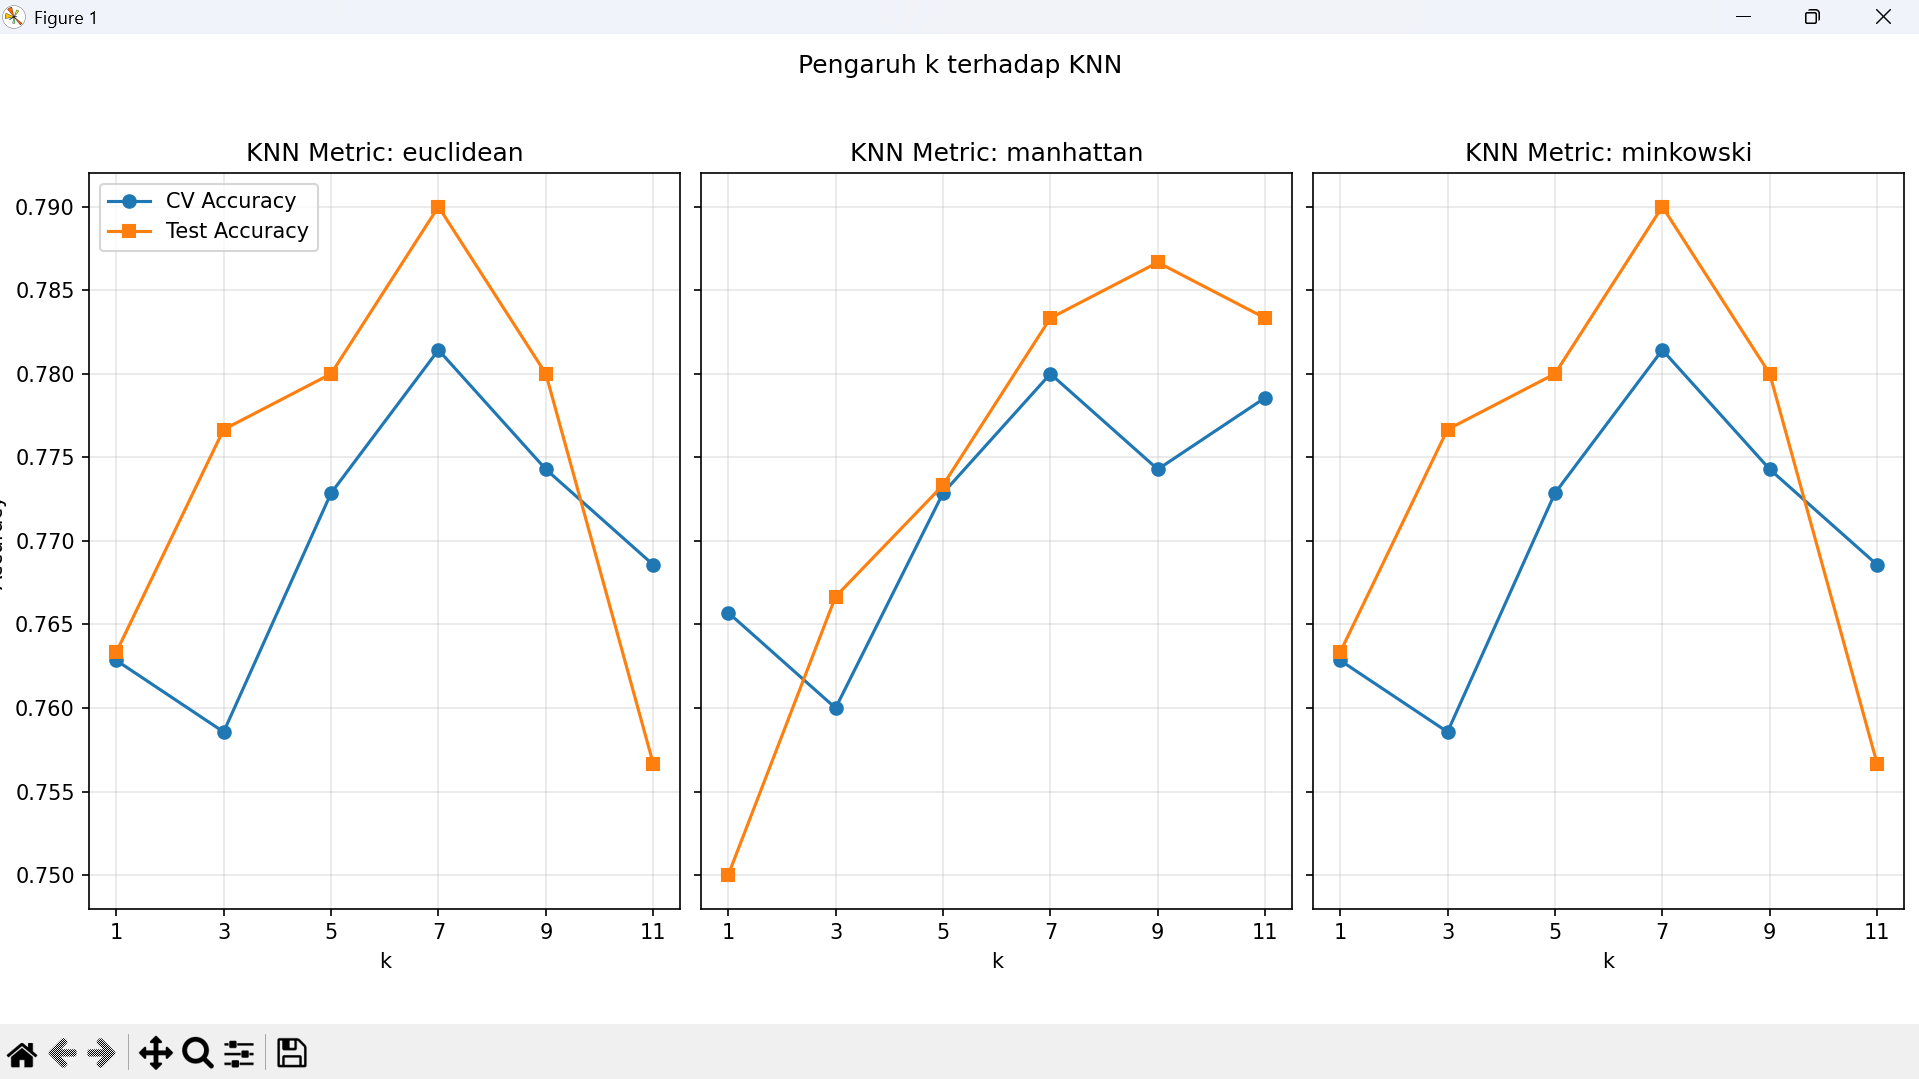 Figure 1
Pengaruh k terhadap KNN
KNN Metric: euclidean
CV Accuracy
Test Accuracy
0.790
0.785
0.780
0.775
0.770
0.765
0.760
0.755
0.750
1 3 5 7 9 11
k
KNN Metric: manhattan
1 3 5 7 9 11
k
KNN Metric: minkowski
1 3 5 7 9 11
k